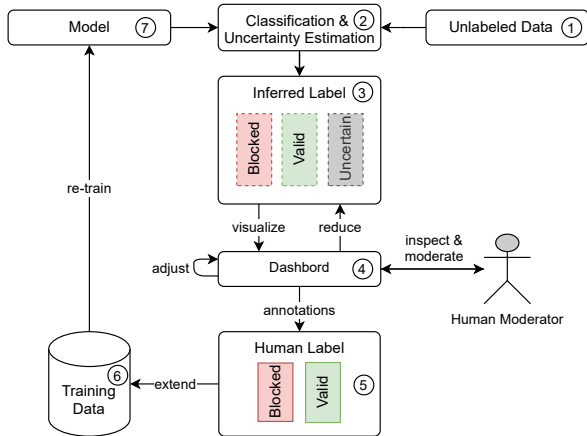 Model
7
Classification &
Uncertainty Estimation
2
Unlabeled Data
1
Inferred Label
3
Blocked
Valid
Uncertain
re-train
visualize
reduce
adjust
Dashbord
4
inspect &
moderate
Human Moderator
annotations
Human Label
Blocked
Valid
5
extend
6
Training
Data